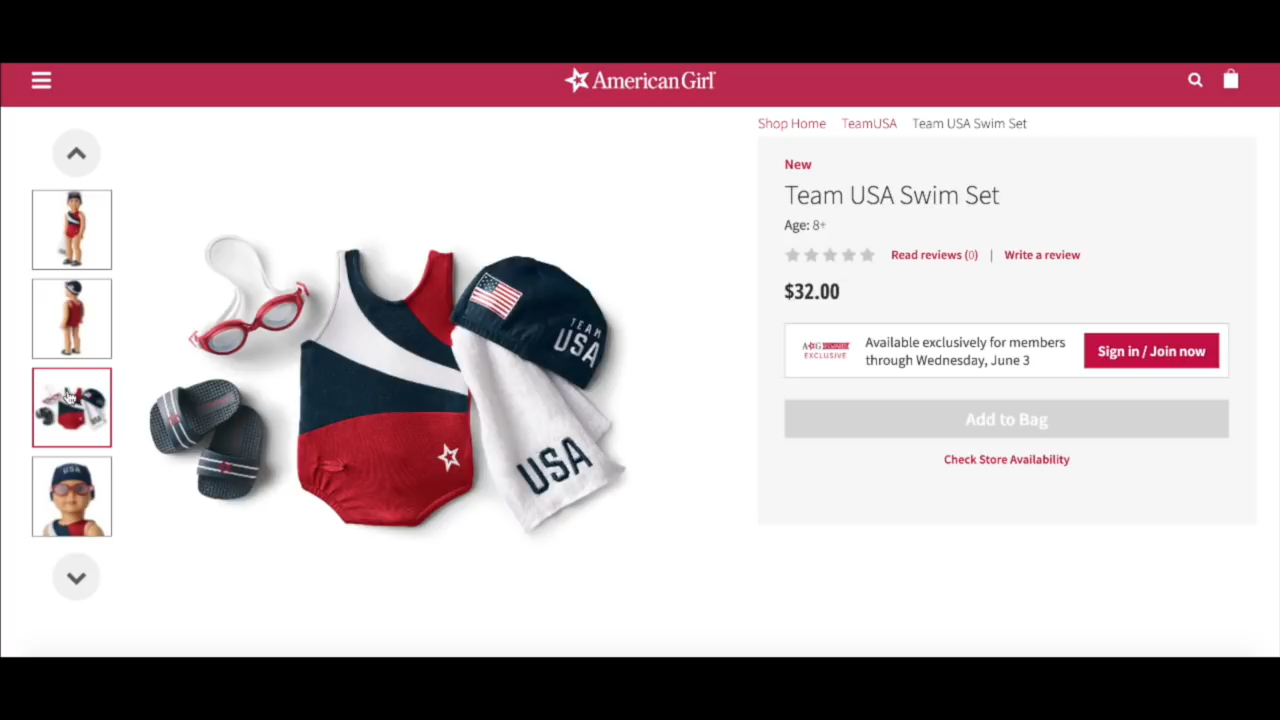 American Girl
Shop Home TeamUSA Team USA Swim Set
New
Team USA Swim Set
Age: 8+
Read reviews (0) | Write a review
$32.00
Available exclusively for members
through Wednesday, June 3
EXCLUSIVE
Sign in / Join now
Add to Bag
Check Store Availability
TEAM
USA
USA
USA